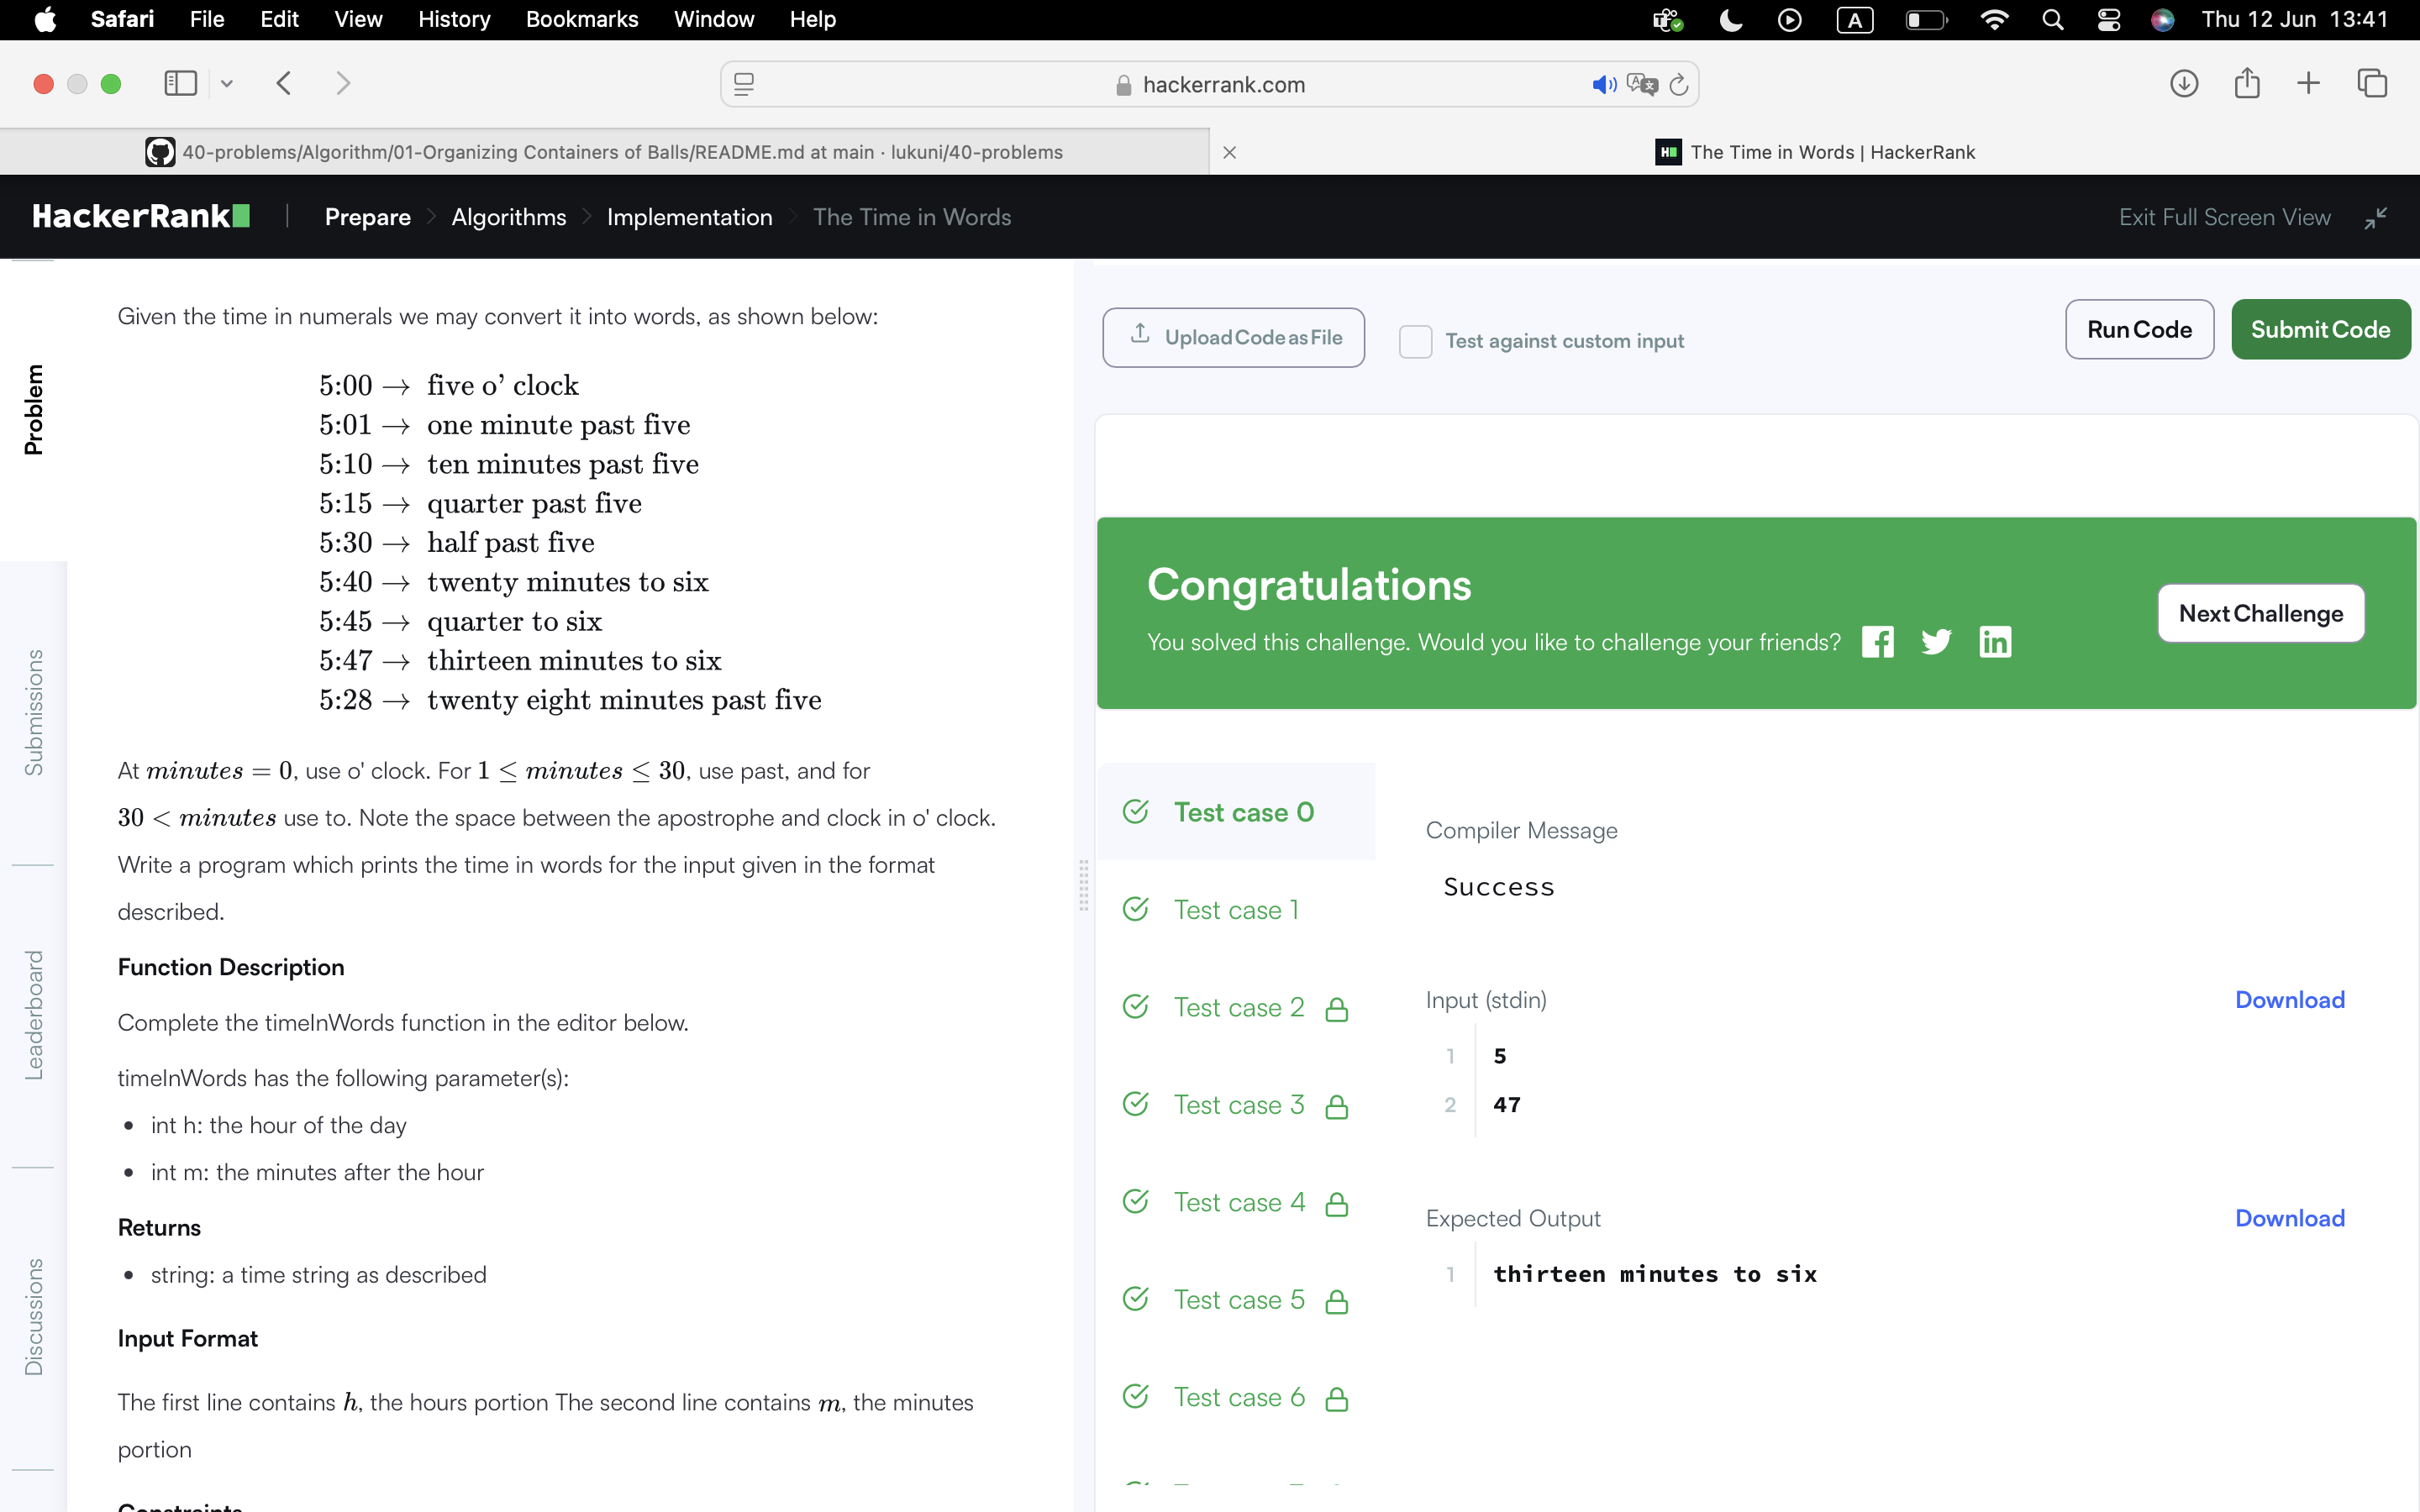 Safari File Edit View History Bookmarks Window Help A Thu 12 Jun 13:41
hackerrank.com
40-problems/Algorithm/01-Organizing Containers of Balls/README.md at main · lukuni/40-problems
The Time in Words | HackerRank
HackerRank Prepare Algorithms Implementation The Time in Words Exit Full Screen View
Problem
Submissions
Leaderboard
Discussions
Given the time in numerals we may convert it into words, as shown below:
5:00 → five o’ clock
5:01 → one minute past five
5:10 → ten minutes past five
5:15 → quarter past five
5:30 → half past five
5:40 → twenty minutes to six
5:45 → quarter to six
5:47 → thirteen minutes to six
5:28 → twenty eight minutes past five
At minutes = 0, use o' clock. For 1 ≤ minutes ≤ 30, use past, and for
30 < minutes use to. Note the space between the apostrophe and clock in o' clock.
Write a program which prints the time in words for the input given in the format
described.
Function Description
Complete the timeInWords function in the editor below.
timeInWords has the following parameter(s):
• int h: the hour of the day
• int m: the minutes after the hour
Returns
• string: a time string as described
Input Format
The first line contains h, the hours portion The second line contains m, the minutes
portion
Constraints
Upload Code as File
Test against custom input
Run Code
Submit Code
Congratulations
You solved this challenge. Would you like to challenge your friends?
Next Challenge
Test case 0
Test case 1
Test case 2
Test case 3
Test case 4
Test case 5
Test case 6
Compiler Message
Success
Input (stdin) Download
1 5
2 47
Expected Output Download
1 thirteen minutes to six